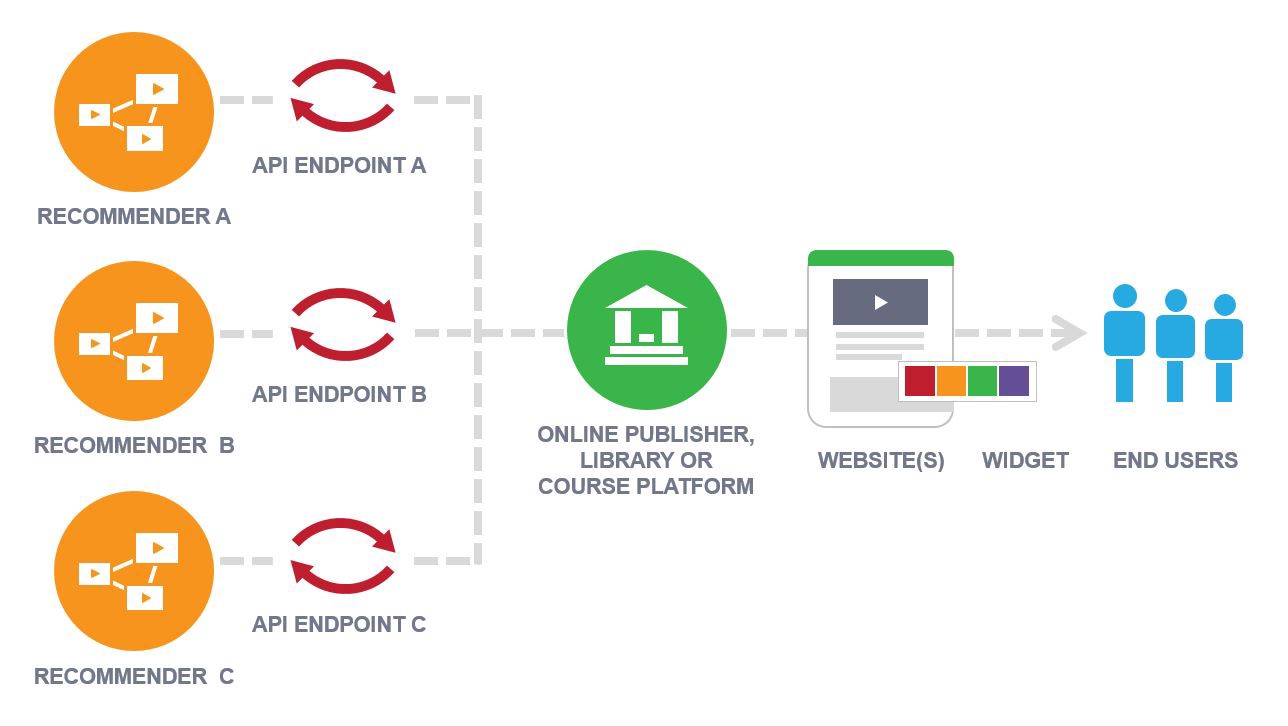 API ENDPOINT A
RECOMMENDER A
API ENDPOINT B
RECOMMENDER B
ONLINE PUBLISHER,
LIBRARY OR
COURSE PLATFORM
WEBSITE(S)
WIDGET
END USERS
API ENDPOINT C
RECOMMENDER C